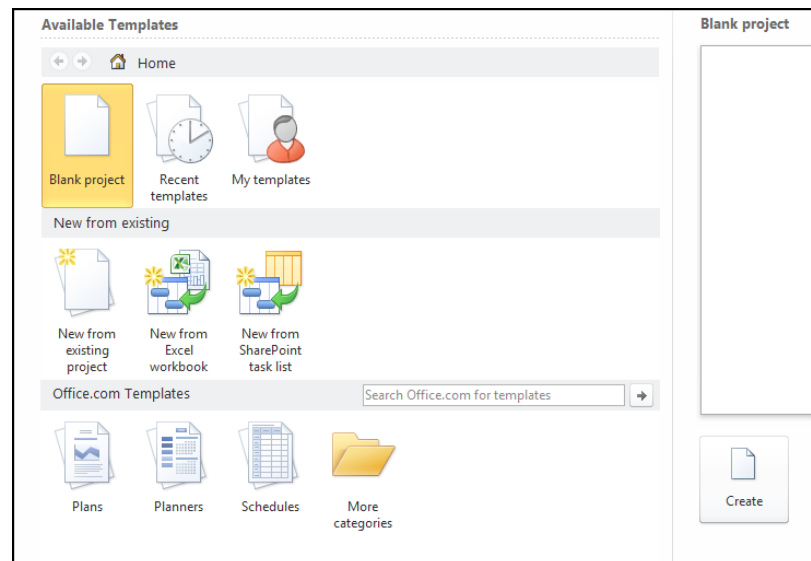 Available Templates
Blank project
Home
Blank project
Recent
templates
My templates
New from existing
New from
existing
project
New from
Excel
workbook
New from
SharePoint
task list
Office.com Templates
Search Office.com for templates
Plans
Planners
Schedules
More
categories
Create